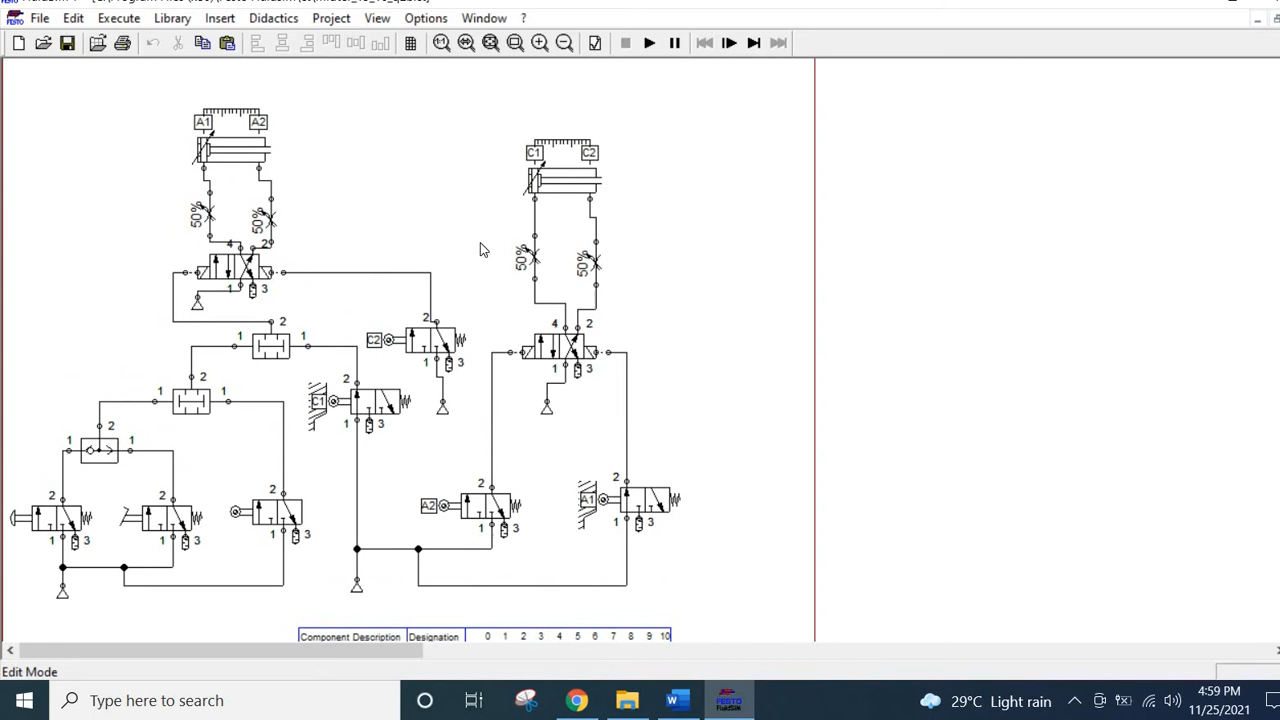 File Edit Execute Library Insert Didactics Project View Options Window
1:1
A1 A2
C1 C2
50% 50%
50% 50%
4 2
1 3
4 2
1 3
2
1 1
C2
2
1 3
2
1 1
C1
2
1 3
2
1 1
2
1 3
2
1 3
2
1 3
A2
2
1 3
A1
2
1 3
Component Description Designation 0 1 2 3 4 5 6 7 8 9 10
Edit Mode
Type here to search
FESTO
29°C Light rain
4:59 PM
11/25/2021